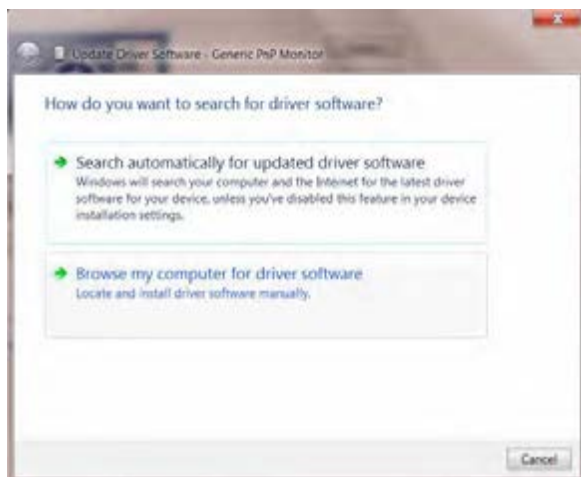 Update Driver Software - Generic PnP Monitor
How do you want to search for driver software?
Search automatically for updated driver software
Windows will search your computer and the Internet for the latest driver
software for your device, unless you've disabled this feature in your device
installation settings.
Browse my computer for driver software
Locate and install driver software manually.
Cancel